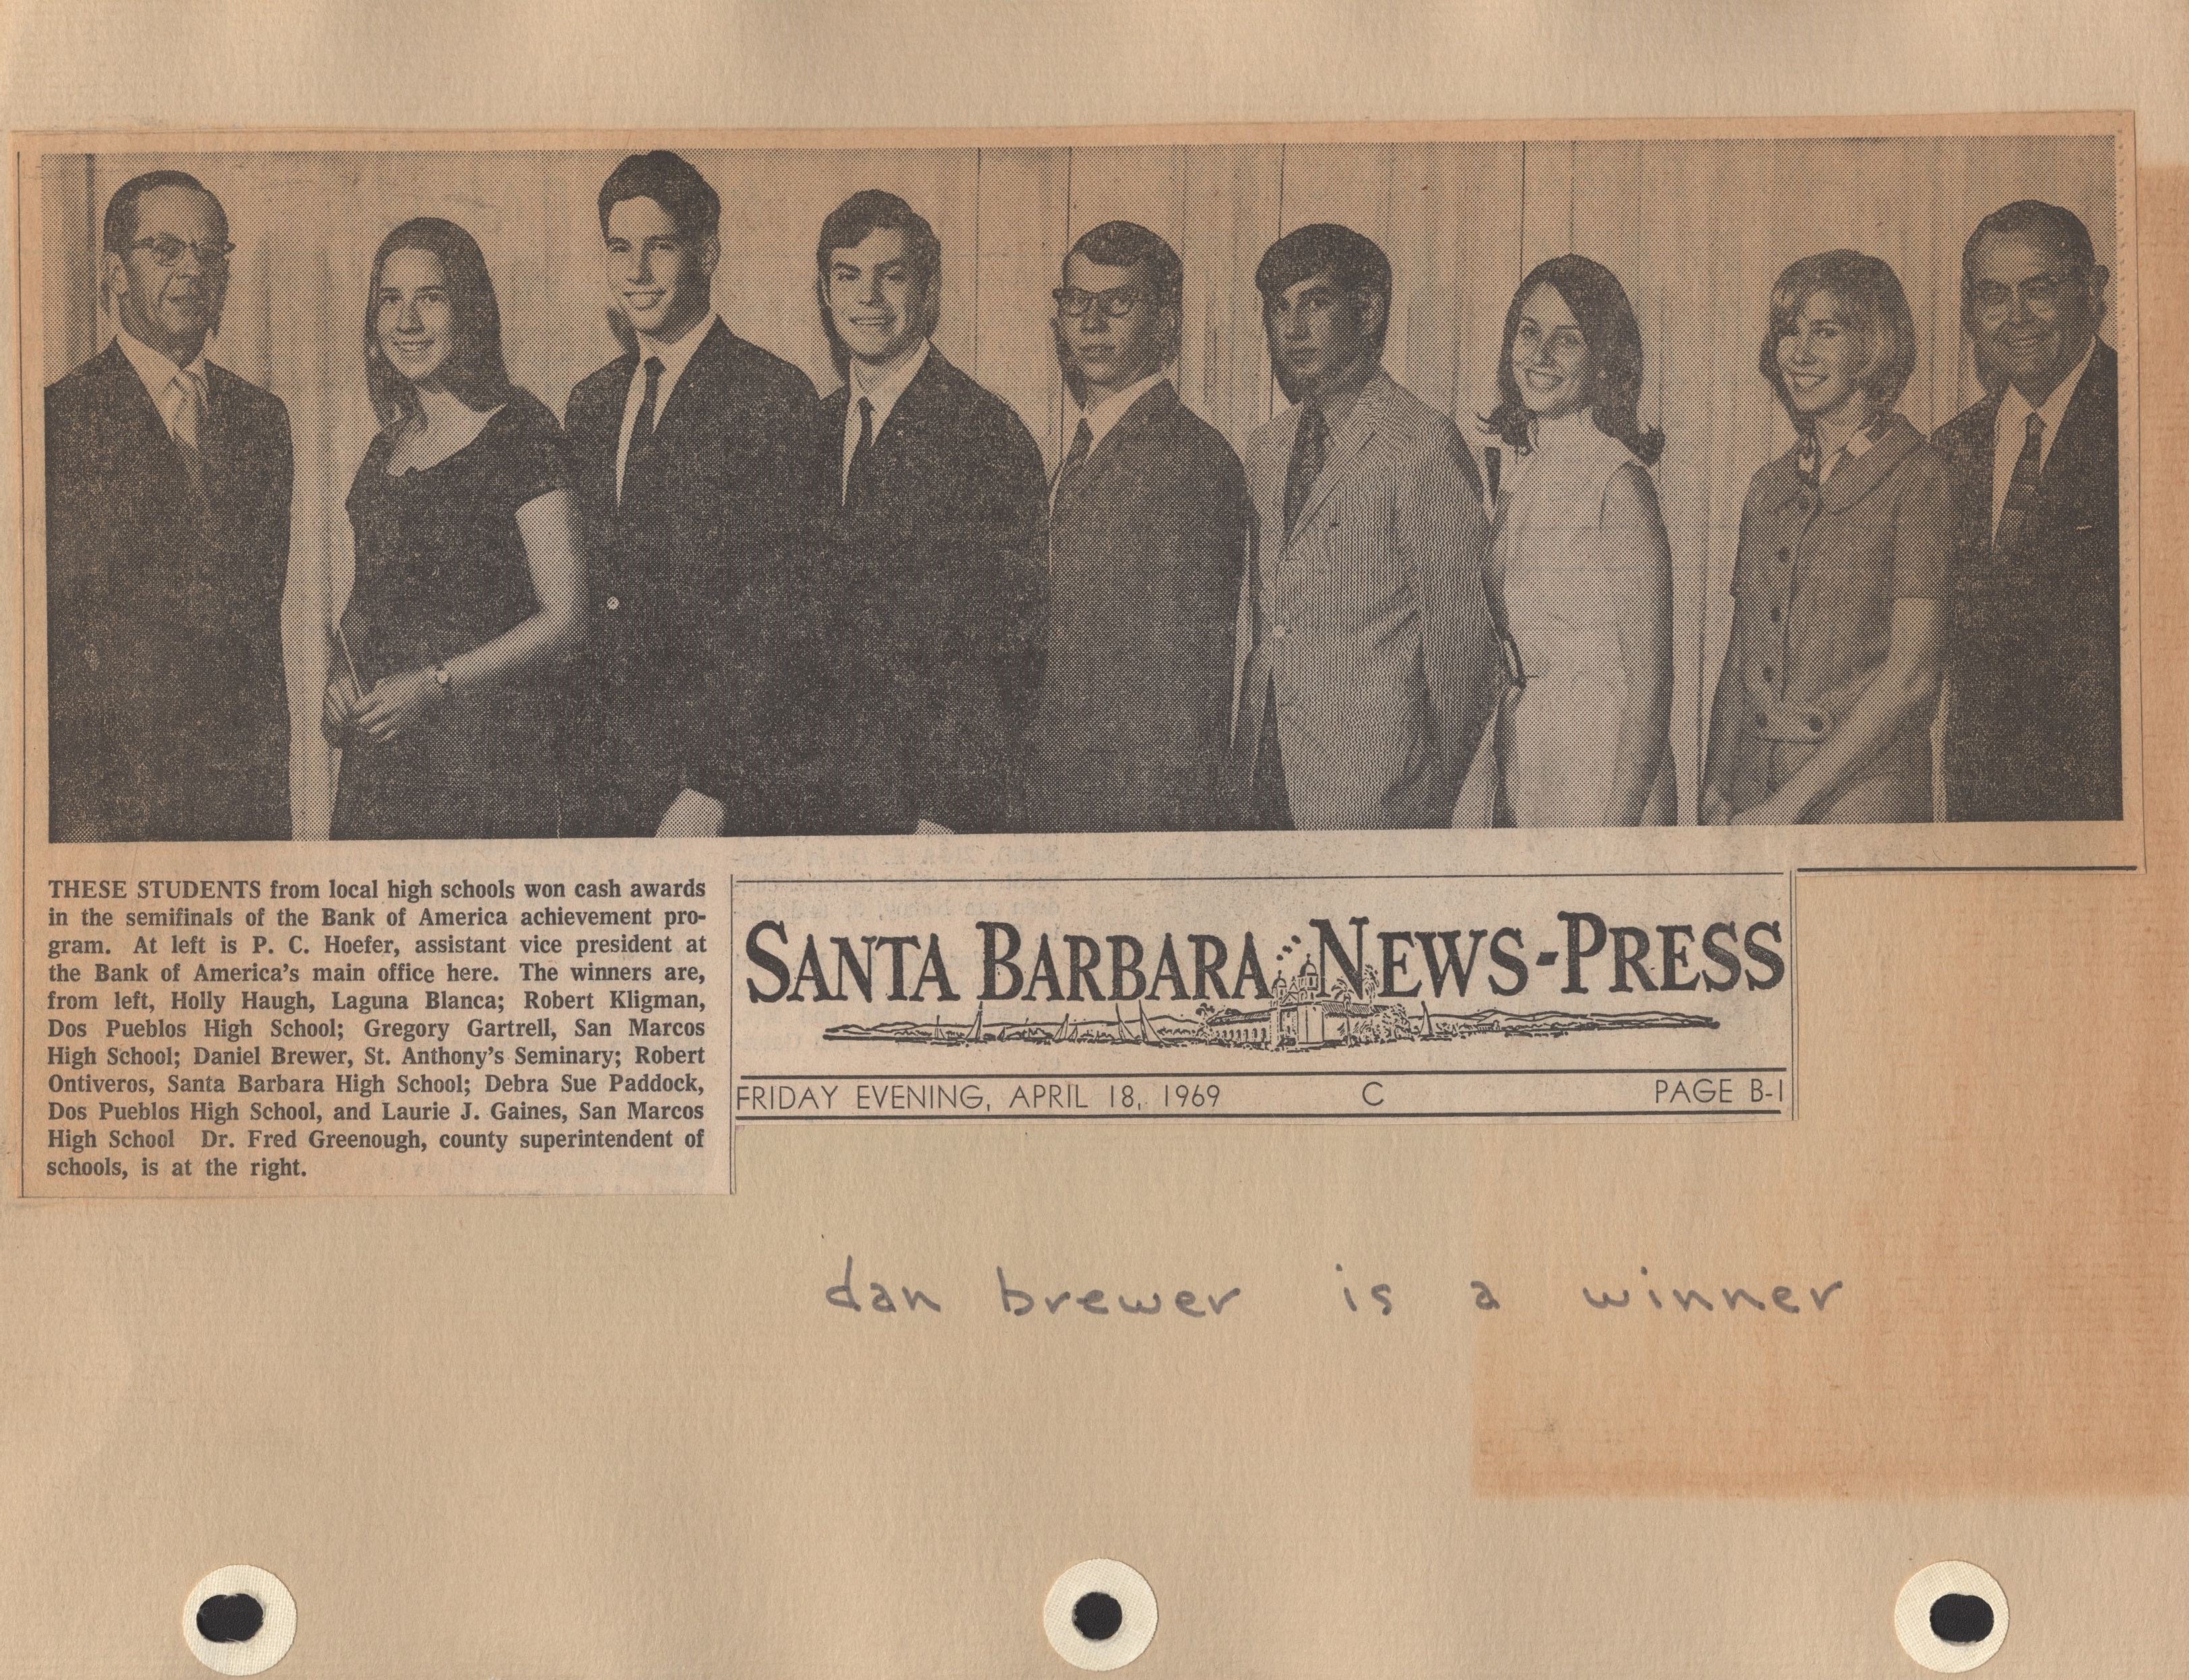 THESE STUDENTS from local high schools won cash awards
in the semifinals of the Bank of America achievement pro-
gram. At left is P. C. Hoefer, assistant vice president at
the Bank of America's main office here. The winners are,
from left, Holly Haugh, Laguna Blanca; Robert Kligman,
Dos Pueblos High School; Gregory Gartrell, San Marcos
High School; Daniel Brewer, St. Anthony's Seminary; Robert
Ontiveros, Santa Barbara High School; Debra Sue Paddock,
Dos Pueblos High School, and Laurie J. Gaines, San Marcos
High School Dr. Fred Greenough, county superintendent of
schools, is at the right.
SANTA BARBARA NEWS-PRESS
FRIDAY EVENING, APRIL 18, 1969 C PAGE B-1
dan brewer is a winner